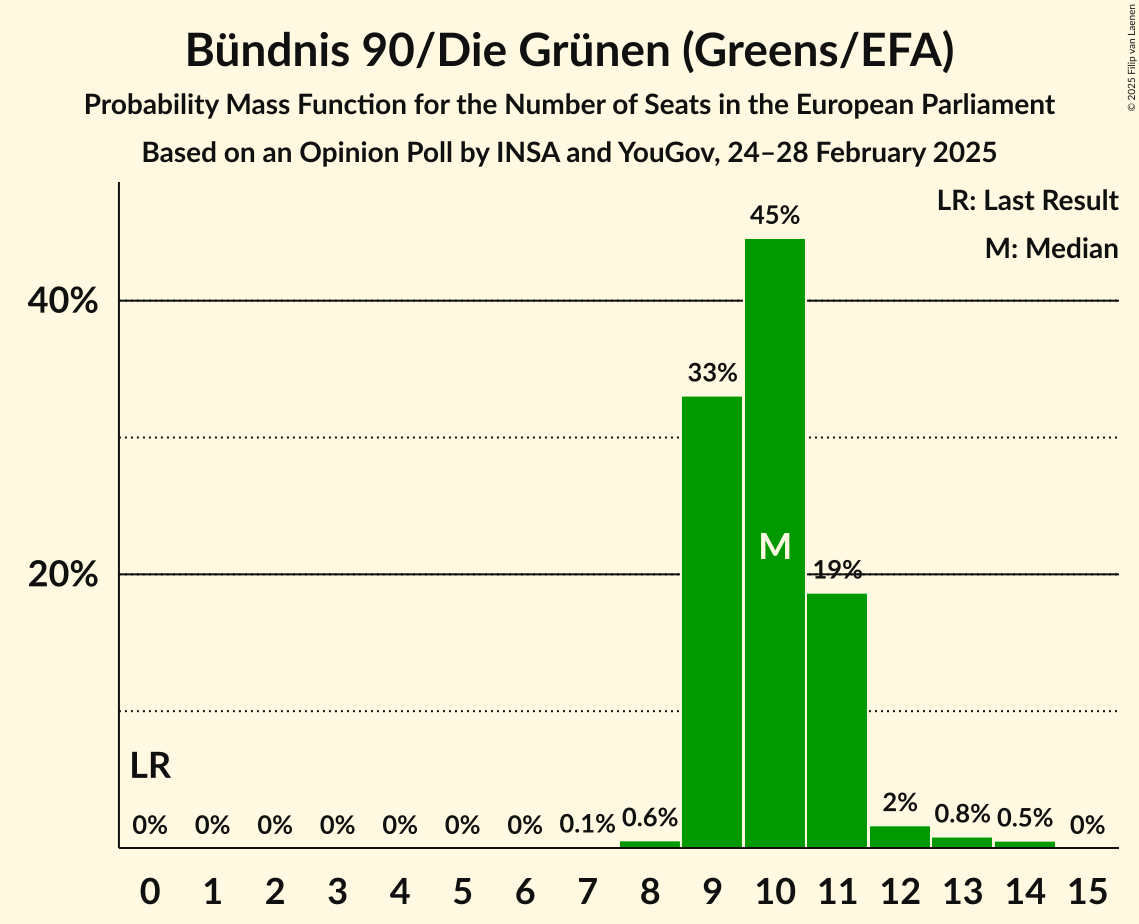 Bündnis 90/Die Grünen (Greens/EFA)
Probability Mass Function for the Number of Seats in the European Parliament
Based on an Opinion Poll by INSA and YouGov, 24–28 February 2025
© 2025 Filip van Laenen
LR: Last Result
M: Median
45%
40%
33%
M
20%
19%
LR
0% 0% 0% 0% 0% 0% 0% 0.1% 0.6% 2% 0.8% 0.5% 0%
0 1 2 3 4 5 6 7 8 9 10 11 12 13 14 15